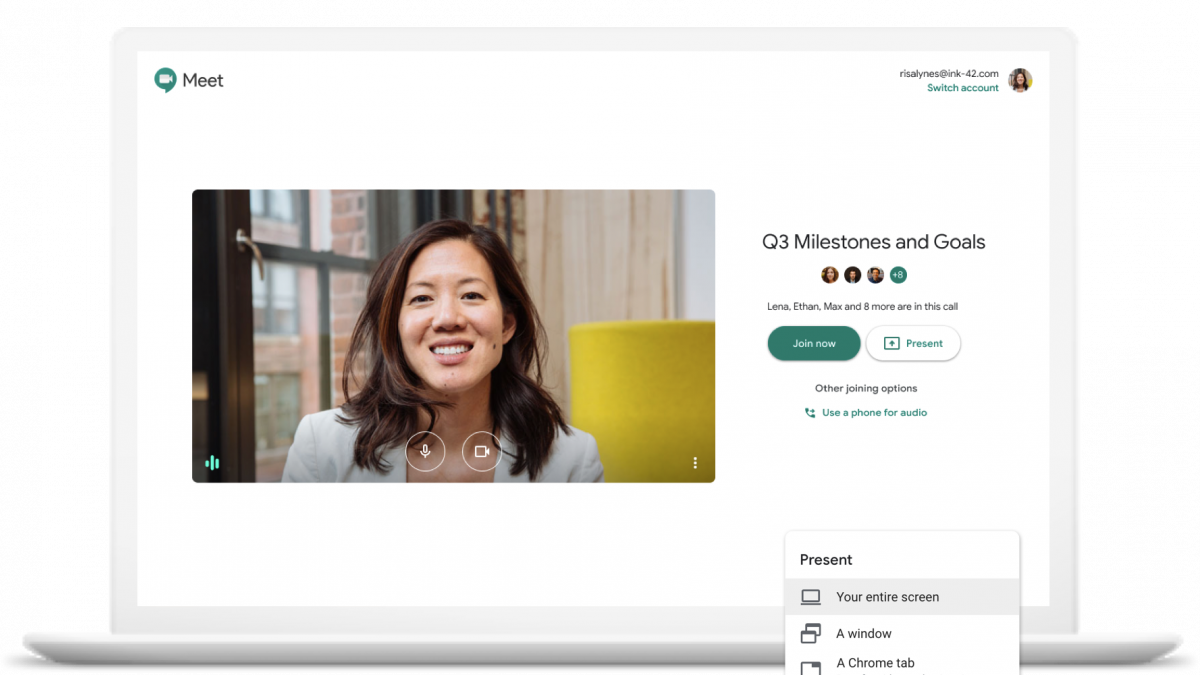 Meet
risalynes@ink-42.com
Switch account
Q3 Milestones and Goals
+8
Lena, Ethan, Max and 8 more are in this call
Join now
Present
Other joining options
Use a phone for audio
Present
Your entire screen
A window
A Chrome tab